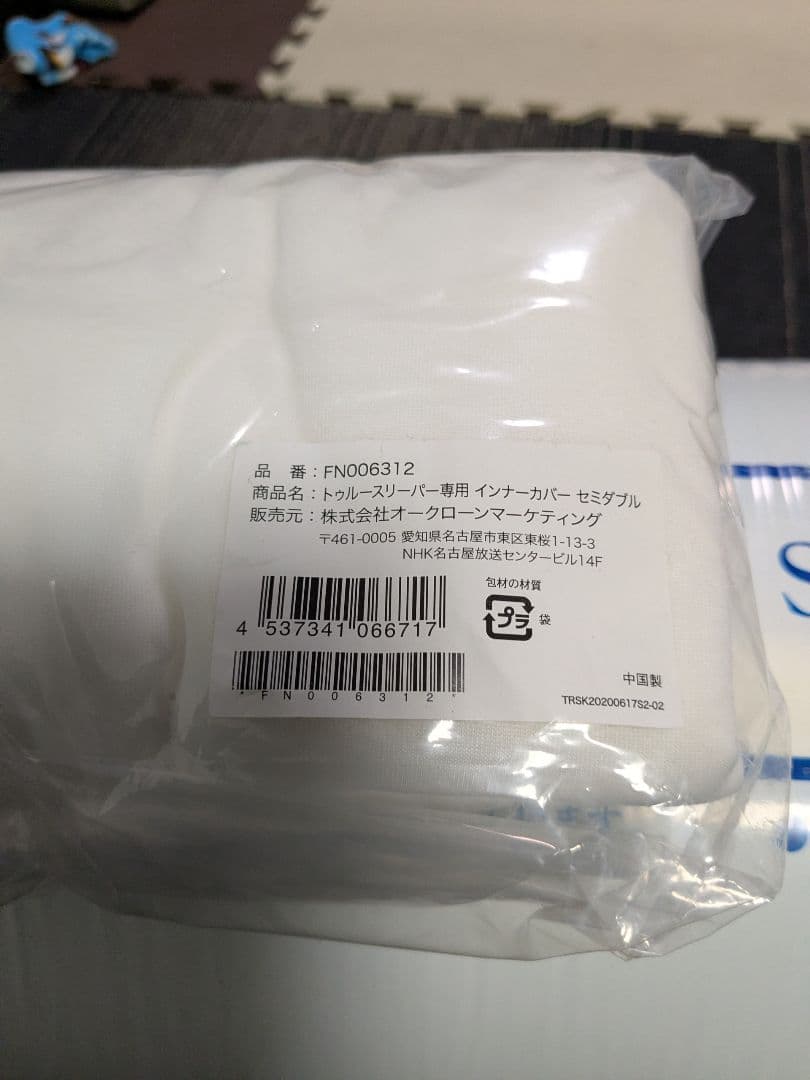 品 番：FN006312
商品名：トゥルースリーパー専用 インナーカバー セミダブル
販売元：株式会社オークローンマーケティング
〒461-0005 愛知県名古屋市東区東桜1-13-3
NHK名古屋放送センタービル14F
包材の材質
プラ 袋
4 537341 066717
*FN006312*
中国製
TRSK20200617S2-02